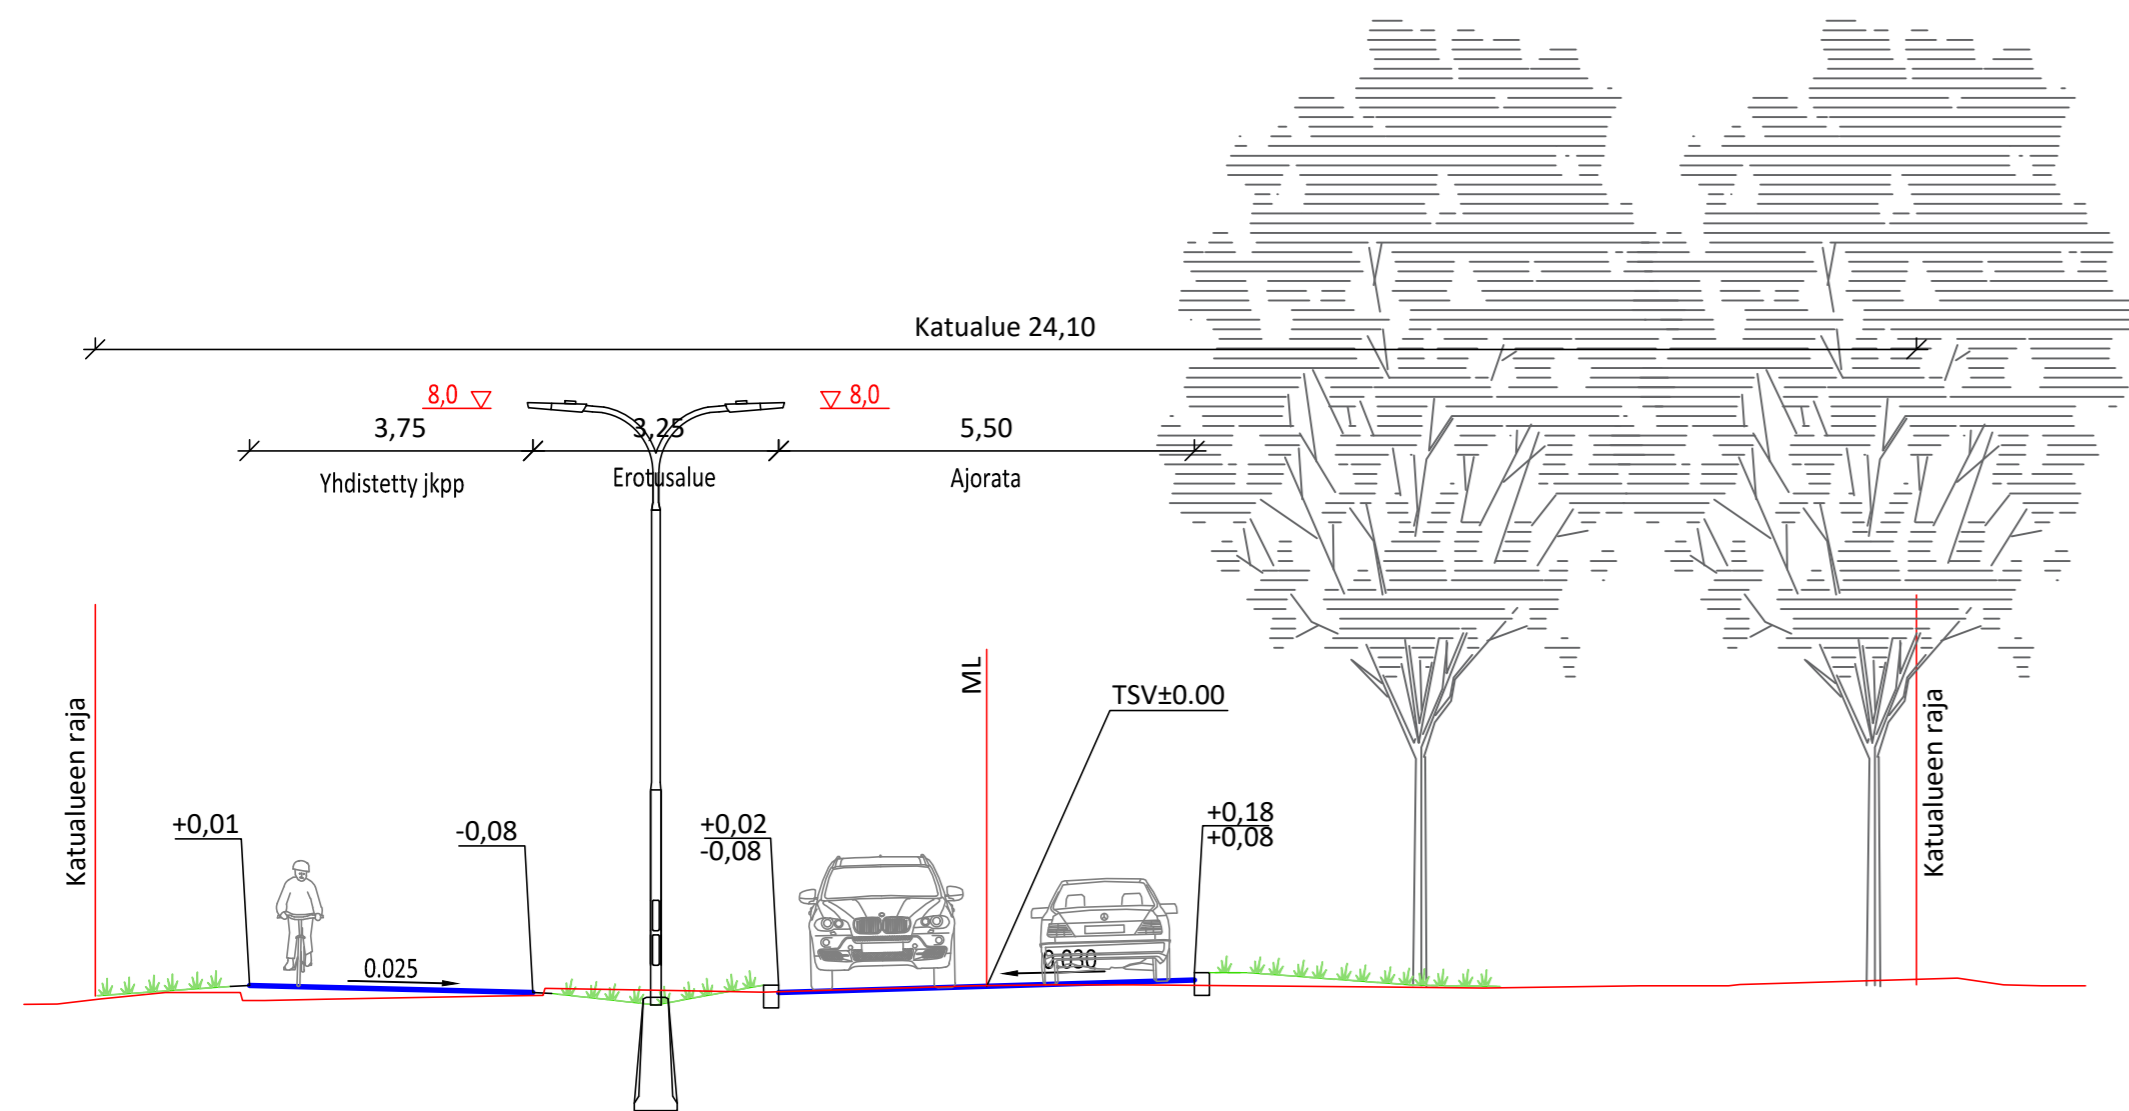 Katualue 24,10
8,0
8,0
3,75
3,25
5,50
Yhdistetty jkpp
Erotusalue
Ajorata
Katualueen raja
ML
TSV±0.00
Katualueen raja
+0,01
-0,08
+0,02
-0,08
+0,18
+0,08
0.025
0.030